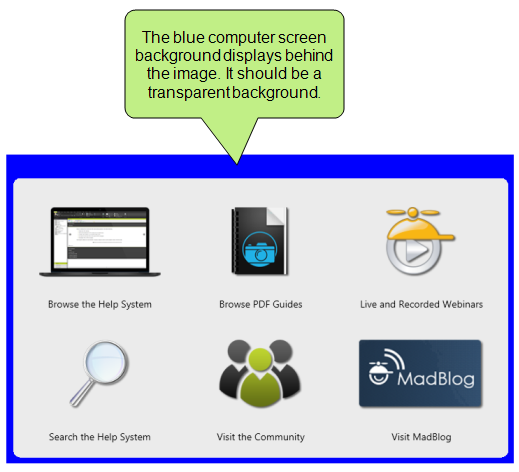 The blue computer screen
background displays behind
the image. It should be a
transparent background.
Browse the Help System
Browse PDF Guides
Live and Recorded Webinars
MadBlog
Search the Help System
Visit the Community
Visit MadBlog